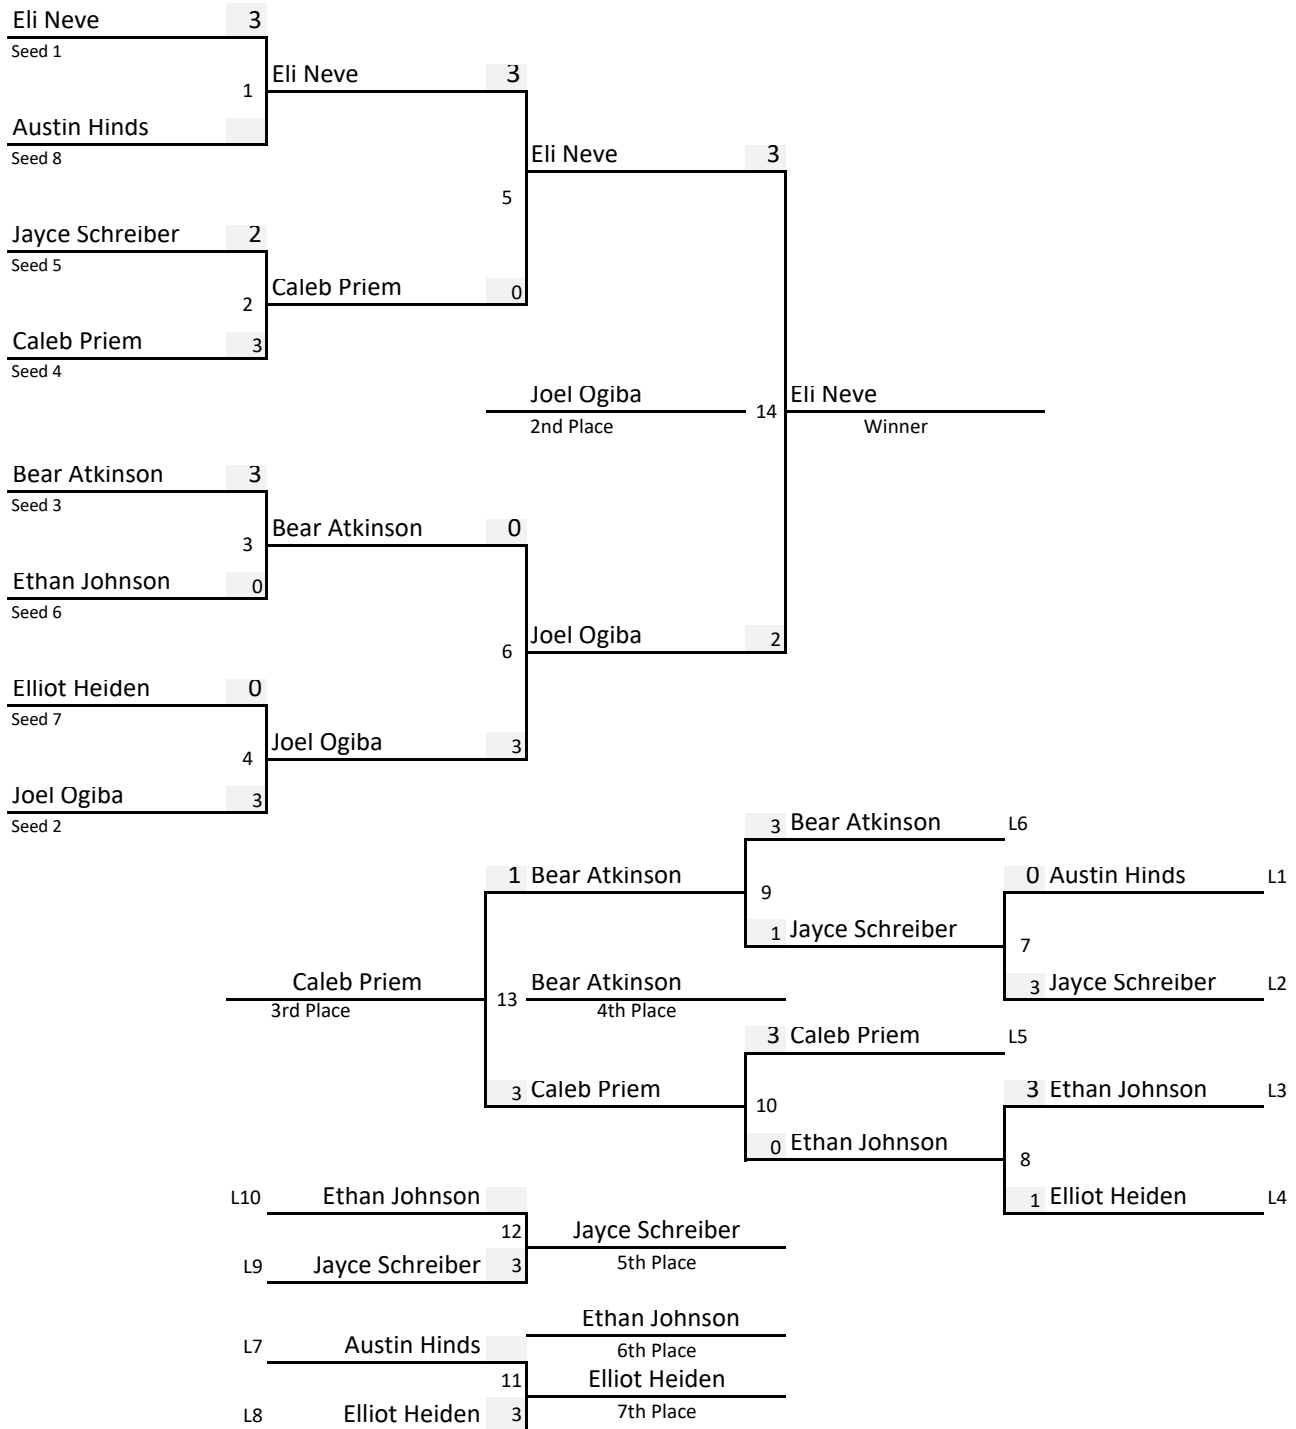 Eli Neve 3
Seed 1
Eli Neve 3
1
Austin Hinds
Seed 8
Eli Neve 3
5
Jayce Schreiber 2
Seed 5
Caleb Priem 0
2
Caleb Priem 3
Seed 4
Joel Ogiba 14 Eli Neve
2nd Place Winner
Bear Atkinson 3
Seed 3
Bear Atkinson 0
3
Ethan Johnson 0
Seed 6
Joel Ogiba 2
6
Elliot Heiden 0
Seed 7
Joel Ogiba 3
4
Joel Ogiba 3
Seed 2
3 Bear Atkinson L6
1 Bear Atkinson 0 Austin Hinds L1
9
1 Jayce Schreiber 7
Caleb Priem 13 Bear Atkinson 3 Jayce Schreiber L2
3rd Place 4th Place
3 Caleb Priem L5
3 Caleb Priem 3 Ethan Johnson L3
10
0 Ethan Johnson 8
L10 Ethan Johnson 1 Elliot Heiden L4
12 Jayce Schreiber
L9 Jayce Schreiber 3 5th Place
Ethan Johnson
L7 Austin Hinds 6th Place
11 Elliot Heiden
L8 Elliot Heiden 3 7th Place